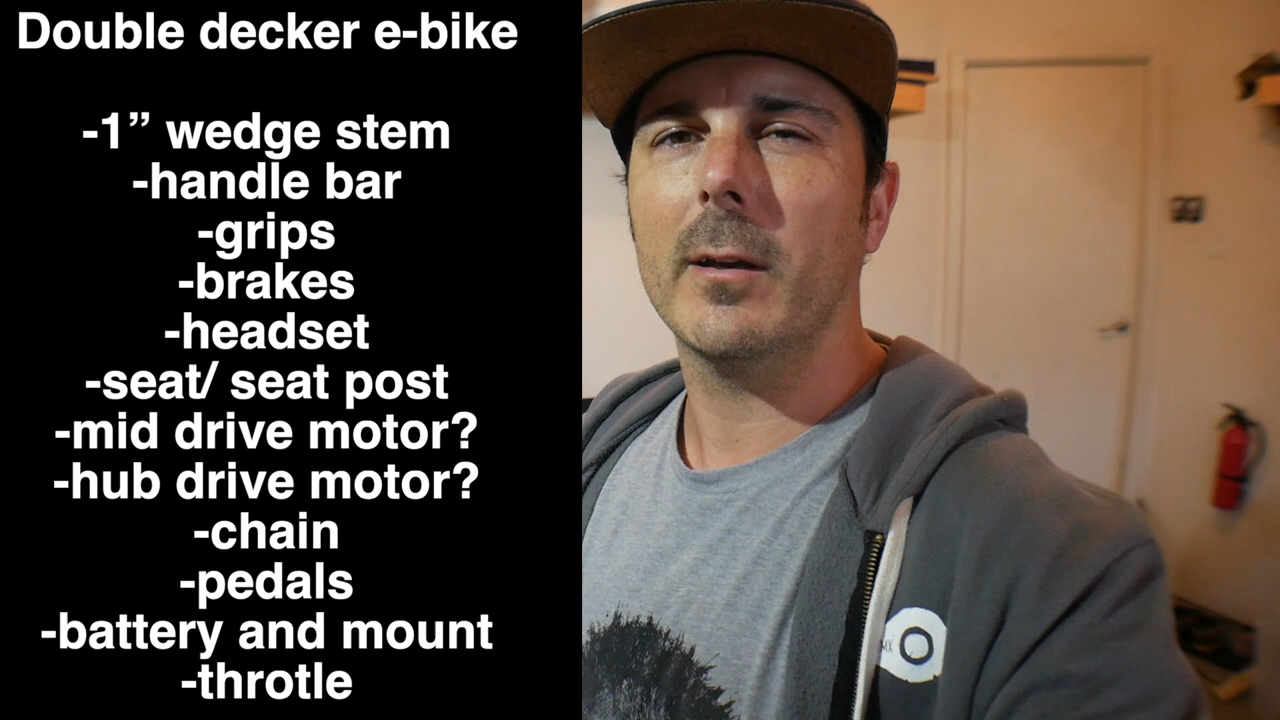 Double decker e-bike
-1” wedge stem
-handle bar
-grips
-brakes
-headset
-seat/ seat post
-mid drive motor?
-hub drive motor?
-chain
-pedals
-battery and mount
-throtle